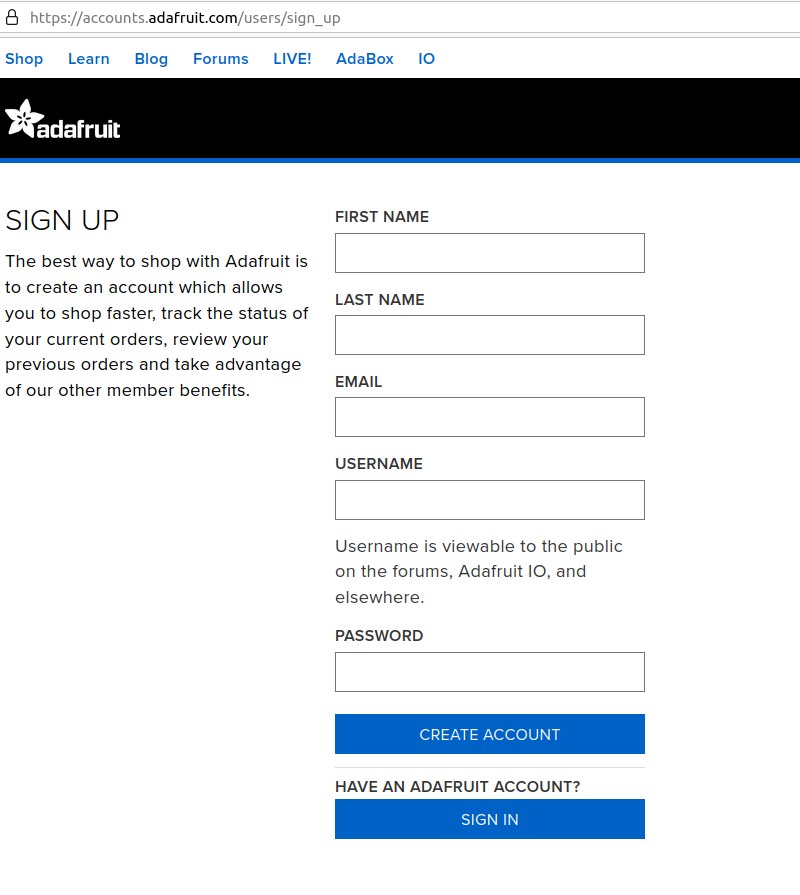 https://accounts.adafruit.com/users/sign_up
Shop Learn Blog Forums LIVE! AdaBox IO
adafruit
SIGN UP
The best way to shop with Adafruit is
to create an account which allows
you to shop faster, track the status of
your current orders, review your
previous orders and take advantage
of our other member benefits.
FIRST NAME
LAST NAME
EMAIL
USERNAME
Username is viewable to the public
on the forums, Adafruit IO, and
elsewhere.
PASSWORD
CREATE ACCOUNT
HAVE AN ADAFRUIT ACCOUNT?
SIGN IN